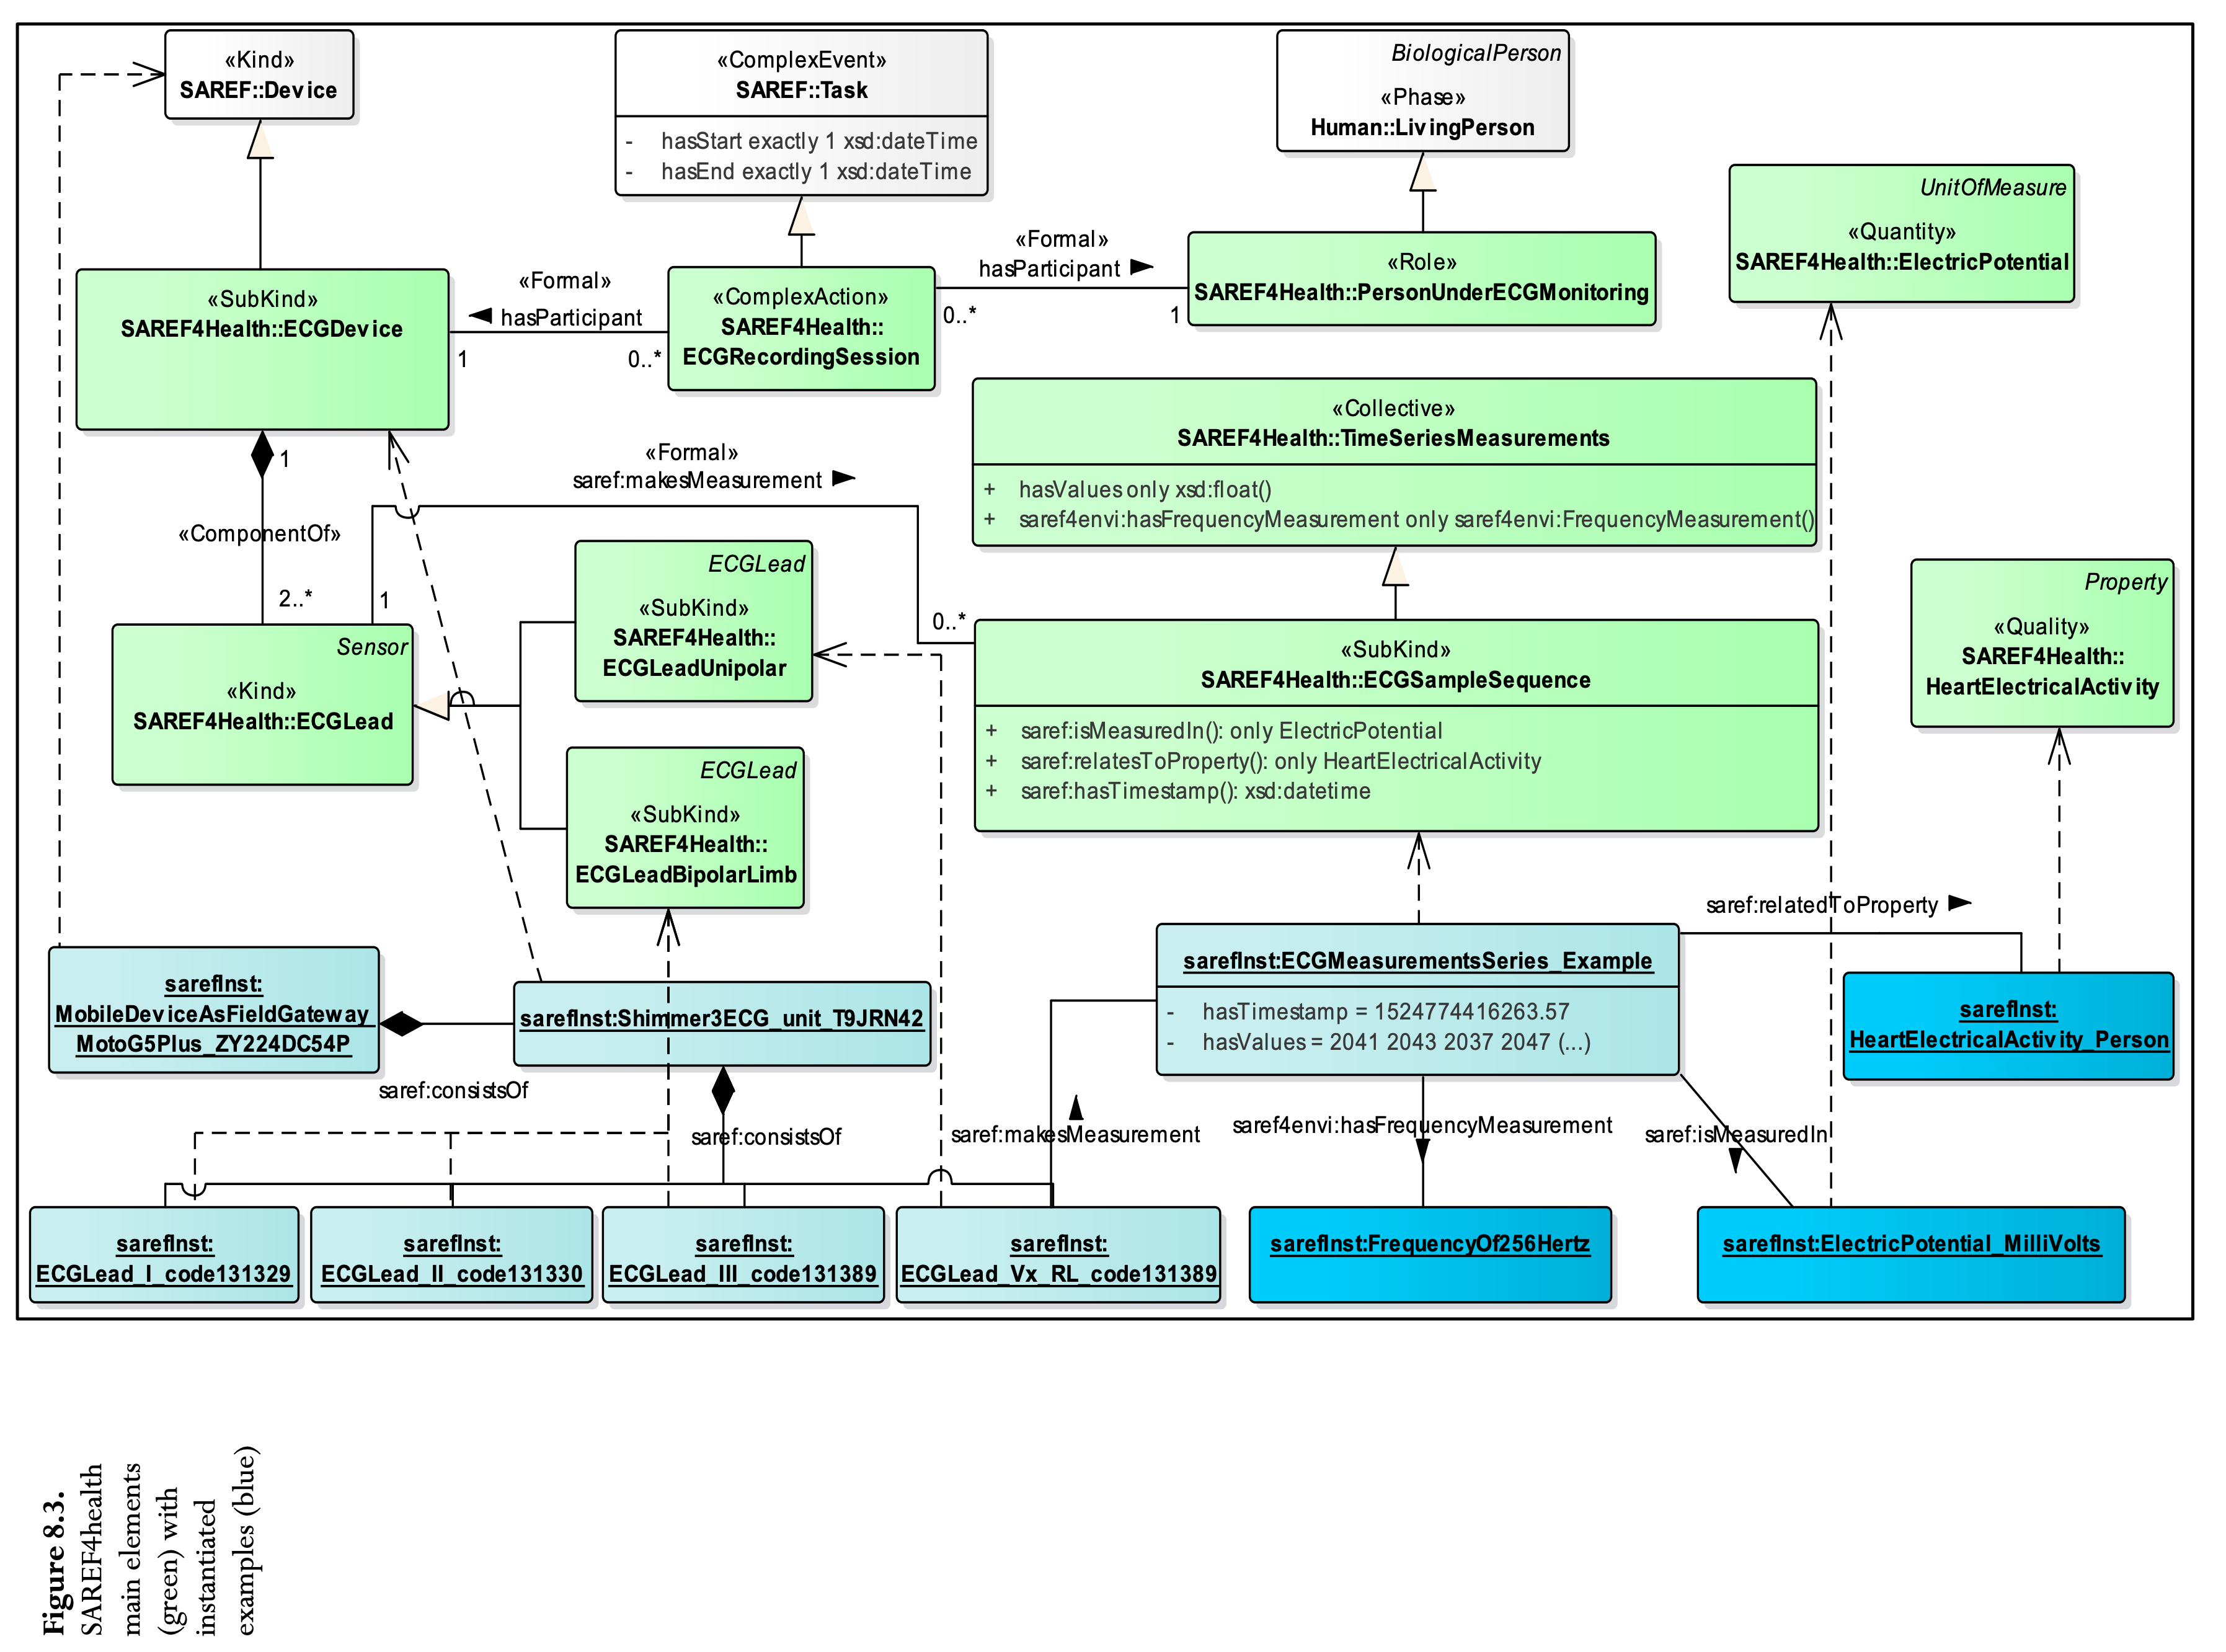 «Kind»
SAREF::Device
«ComplexEvent»
SAREF::Task
- hasStart exactly 1 xsd:dateTime
- hasEnd exactly 1 xsd:dateTime
BiologicalPerson
«Phase»
Human::LivingPerson
UnitOfMeasure
«Quantity»
SAREF4Health::ElectricPotential
«SubKind»
SAREF4Health::ECGDevice
«Formal»
hasParticipant
1
0..*
«ComplexAction»
SAREF4Health::
ECGRecordingSession
«Formal»
hasParticipant
0..*
1
«Role»
SAREF4Health::PersonUnderECGMonitoring
«Collective»
SAREF4Health::TimeSeriesMeasurements
+ hasValues only xsd:float()
+ saref4envi:hasFrequencyMeasurement only saref4envi:FrequencyMeasurement()
1
«ComponentOf»
2..*
«Formal»
saref:makesMeasurement
1
0..*
Sensor
«Kind»
SAREF4Health::ECGLead
ECGLead
«SubKind»
SAREF4Health::
ECGLeadUnipolar
ECGLead
«SubKind»
SAREF4Health::
ECGLeadBipolarLimb
«SubKind»
SAREF4Health::ECGSampleSequence
+ saref:isMeasuredIn(): only ElectricPotential
+ saref:relatesToProperty(): only HeartElectricalActivity
+ saref:hasTimestamp(): xsd:datetime
Property
«Quality»
SAREF4Health::
HeartElectricalActivity
sarefInst:
MobileDeviceAsFieldGateway_
MotoG5Plus_ZY224DC54P
saref:consistsOf
sarefInst:Shimmer3ECG_unit_T9JRN42
saref:consistsOf
sarefInst:ECGMeasurementsSeries_Example
- hasTimestamp = 1524774416263.57
- hasValues = 2041 2043 2037 2047 (...)
saref:relatedToProperty
sarefInst:
HeartElectricalActivity_Person
saref:makesMeasurement
saref4envi:hasFrequencyMeasurement
saref:isMeasuredIn
sarefInst:
ECGLead_I_code131329
sarefInst:
ECGLead_II_code131330
sarefInst:
ECGLead_III_code131389
sarefInst:
ECGLead_Vx_RL_code131389
sarefInst:FrequencyOf256Hertz
sarefInst:ElectricPotential_MilliVolts
Figure 8.3.
SAREF4health
main elements
(green) with
instantiated
examples (blue)